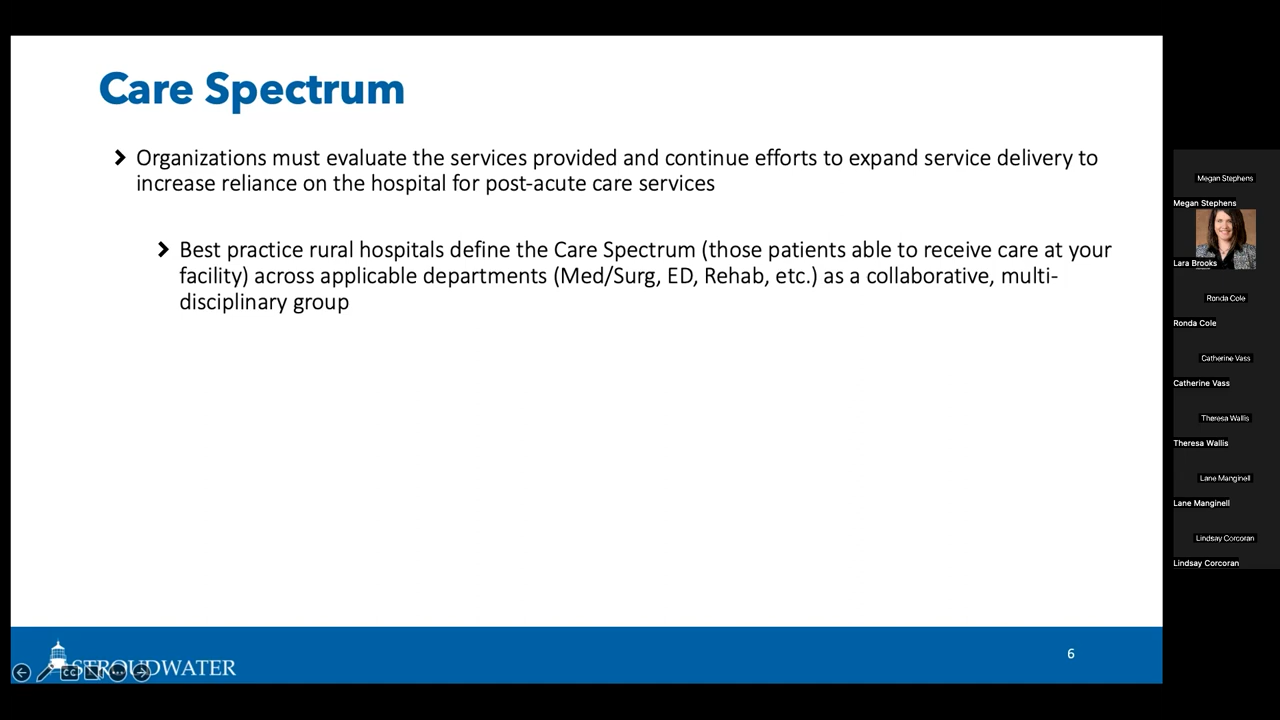 Care Spectrum
Organizations must evaluate the services provided and continue efforts to expand service delivery to
increase reliance on the hospital for post-acute care services
Best practice rural hospitals define the Care Spectrum (those patients able to receive care at your
facility) across applicable departments (Med/Surg, ED, Rehab, etc.) as a collaborative, multi-
disciplinary group
STROUDWATER
CC
6
Megan Stephens
Megan Stephens
Lara Brooks
Ronda Cole
Ronda Cole
Catherine Vass
Catherine Vass
Theresa Wallis
Theresa Wallis
Lane Manginell
Lane Manginell
Lindsay Corcoran
Lindsay Corcoran